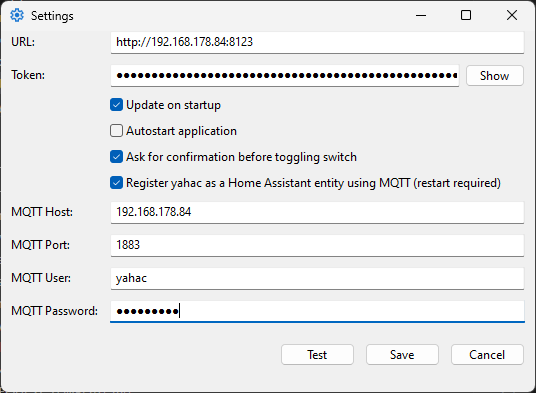 Settings
URL: http://192.168.178.84:8123
Token: ●●●●●●●●●●●●●●●●●●●●●●●●●●●●●●●●●●●●●●●●●●●●●●●●● Show
Update on startup
Autostart application
Ask for confirmation before toggling switch
Register yahac as a Home Assistant entity using MQTT (restart required)
MQTT Host: 192.168.178.84
MQTT Port: 1883
MQTT User: yahac
MQTT Password: ●●●●●●●●●
Test Save Cancel